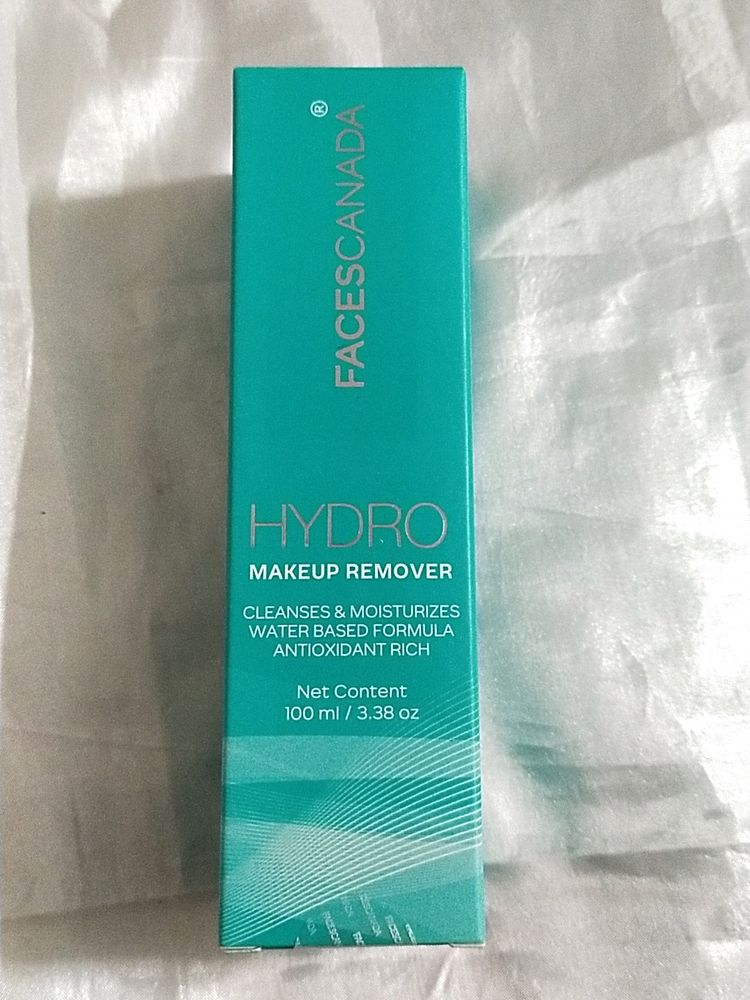 FACESCANADA®
HYDRO
MAKEUP REMOVER
CLEANSES & MOISTURIZES
WATER BASED FORMULA
ANTIOXIDANT RICH
Net Content
100 ml / 3.38 oz